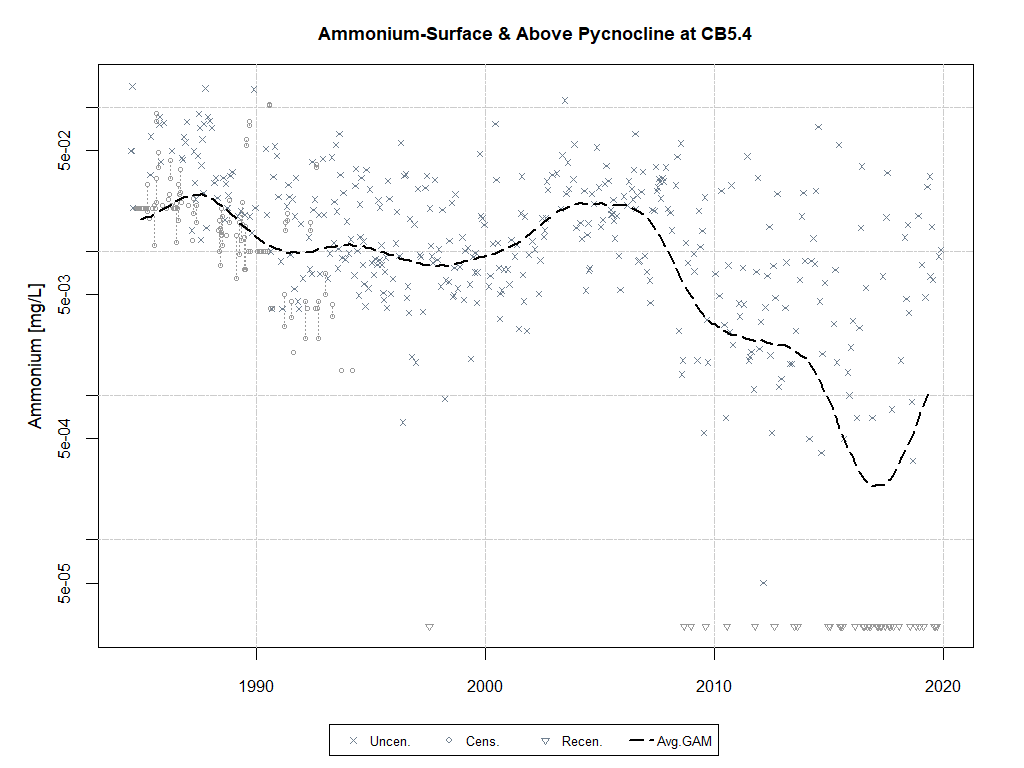 Ammonium-Surface & Above Pycnocline at CB5.4
Ammonium [mg/L]
5e-02
5e-03
5e-04
5e-05
1990 2000 2010 2020
Uncen. Cens. Recen. Avg.GAM